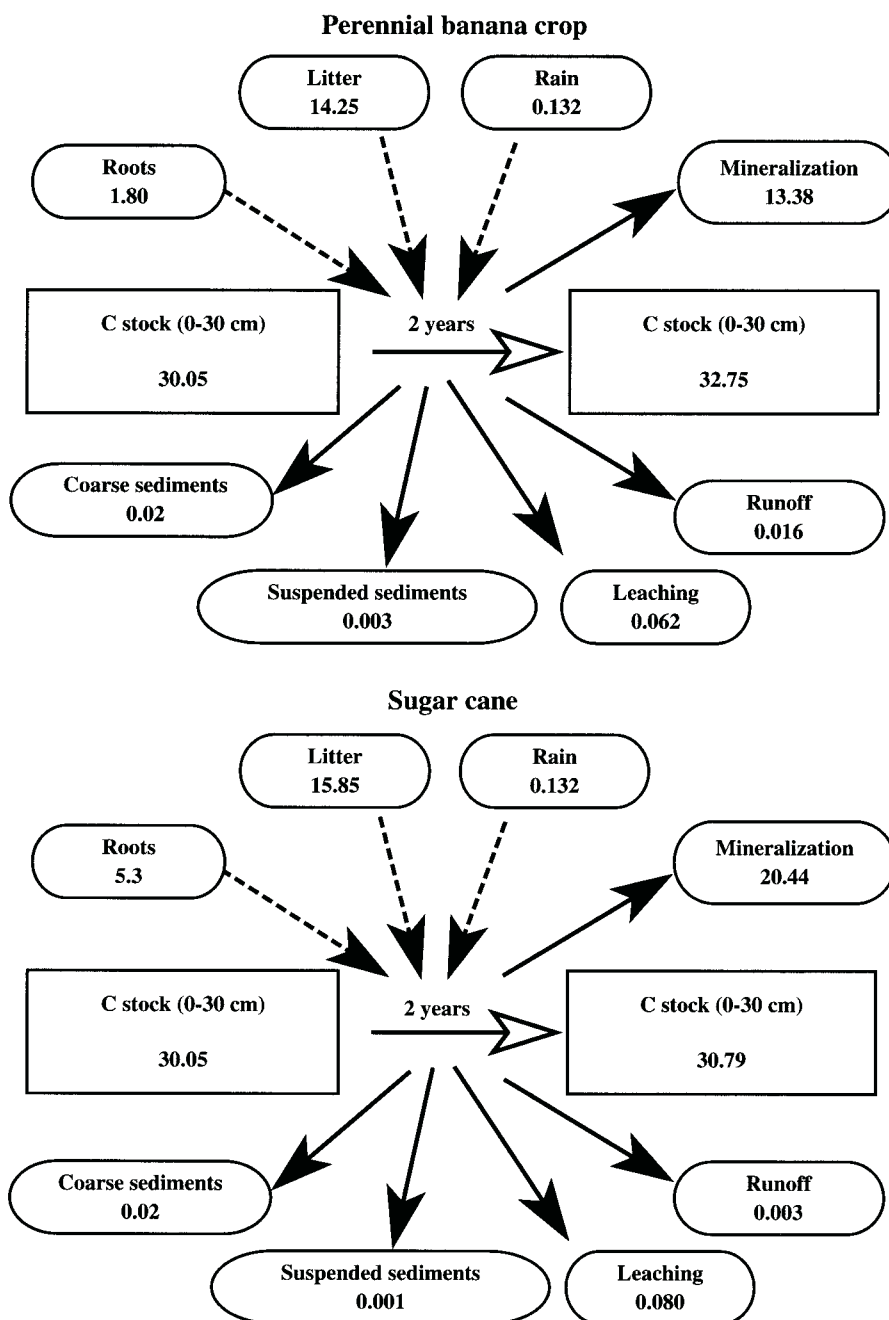 Perennial banana crop
Litter
14.25
Rain
0.132
Roots
1.80
Mineralization
13.38
C stock (0-30 cm)
30.05
2 years
C stock (0-30 cm)
32.75
Coarse sediments
0.02
Runoff
0.016
Suspended sediments
0.003
Leaching
0.062
Sugar cane
Litter
15.85
Rain
0.132
Roots
5.3
Mineralization
20.44
C stock (0-30 cm)
30.05
2 years
C stock (0-30 cm)
30.79
Coarse sediments
0.02
Runoff
0.003
Suspended sediments
0.001
Leaching
0.080